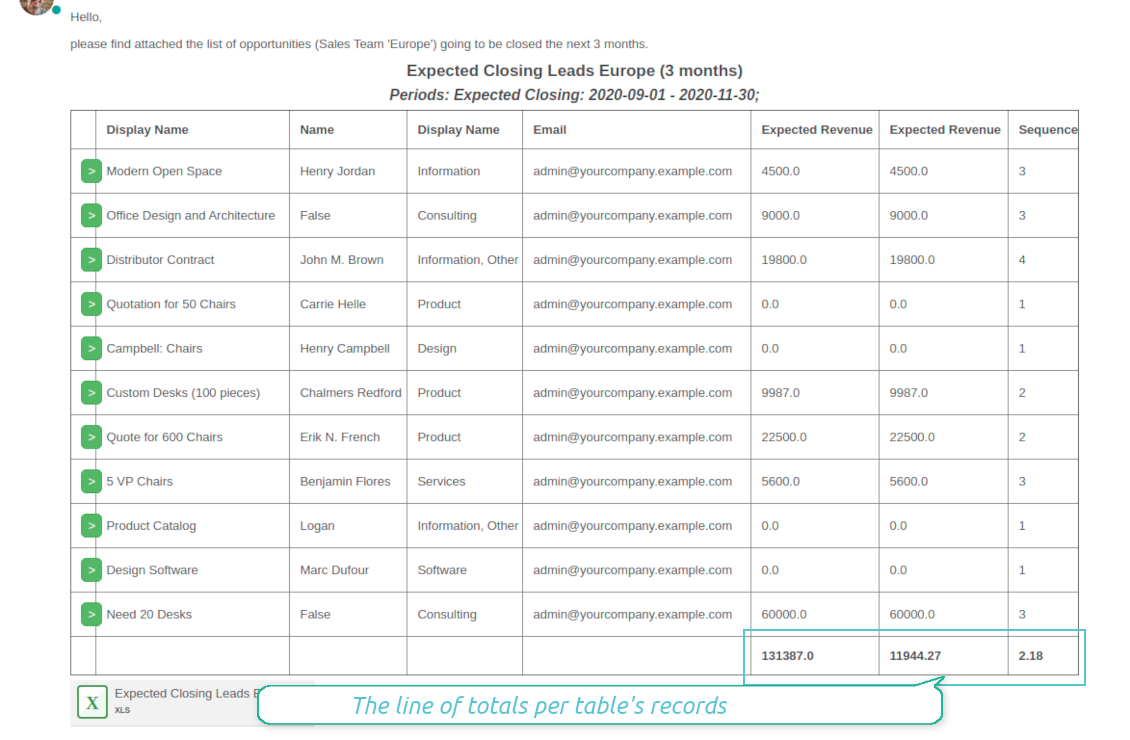 Hello,
please find attached the list of opportunities (Sales Team 'Europe') going to be closed the next 3 months.
Expected Closing Leads Europe (3 months)
Periods: Expected Closing: 2020-09-01 - 2020-11-30;
Display Name Name Display Name Email Expected Revenue Expected Revenue Sequence
> Modern Open Space Henry Jordan Information admin@yourcompany.example.com 4500.0 4500.0 3
> Office Design and Architecture False Consulting admin@yourcompany.example.com 9000.0 9000.0 3
> Distributor Contract John M. Brown Information, Other admin@yourcompany.example.com 19800.0 19800.0 4
> Quotation for 50 Chairs Carrie Helle Product admin@yourcompany.example.com 0.0 0.0 1
> Campbell: Chairs Henry Campbell Design admin@yourcompany.example.com 0.0 0.0 1
> Custom Desks (100 pieces) Chalmers Redford Product admin@yourcompany.example.com 9987.0 9987.0 2
> Quote for 600 Chairs Erik N. French Product admin@yourcompany.example.com 22500.0 22500.0 2
> 5 VP Chairs Benjamin Flores Services admin@yourcompany.example.com 5600.0 5600.0 3
> Product Catalog Logan Information, Other admin@yourcompany.example.com 0.0 0.0 1
> Design Software Marc Dufour Software admin@yourcompany.example.com 0.0 0.0 1
> Need 20 Desks False Consulting admin@yourcompany.example.com 60000.0 60000.0 3
131387.0 11944.27 2.18
X Expected Closing Leads
XLS
The line of totals per table's records